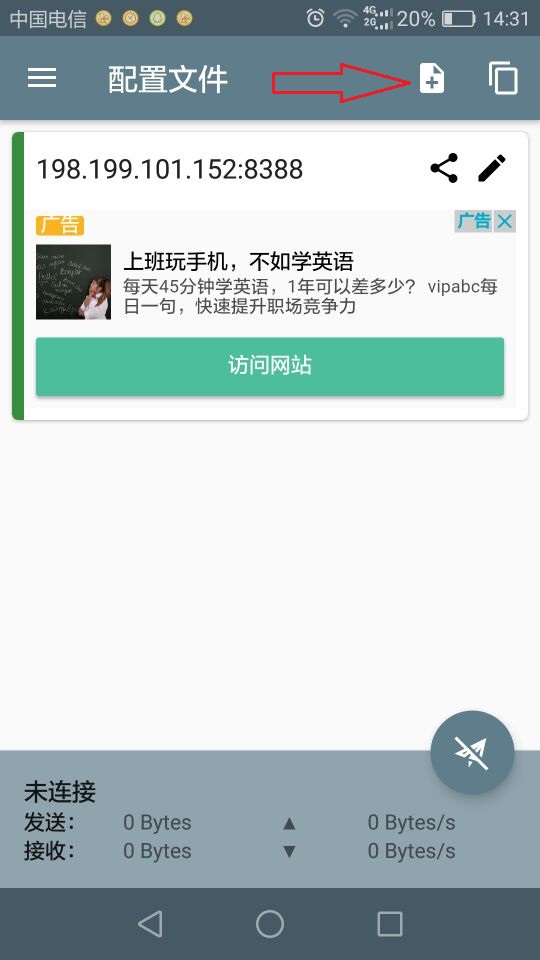 中国电信
4G
2G
20%
14:31
配置文件
198.199.101.152:8388
广告
广告
上班玩手机，不如学英语
每天45分钟学英语，1年可以差多少？vipabc每
日一句，快速提升职场竞争力
访问网站
未连接
发送： 0 Bytes ▲ 0 Bytes/s
接收： 0 Bytes ▼ 0 Bytes/s